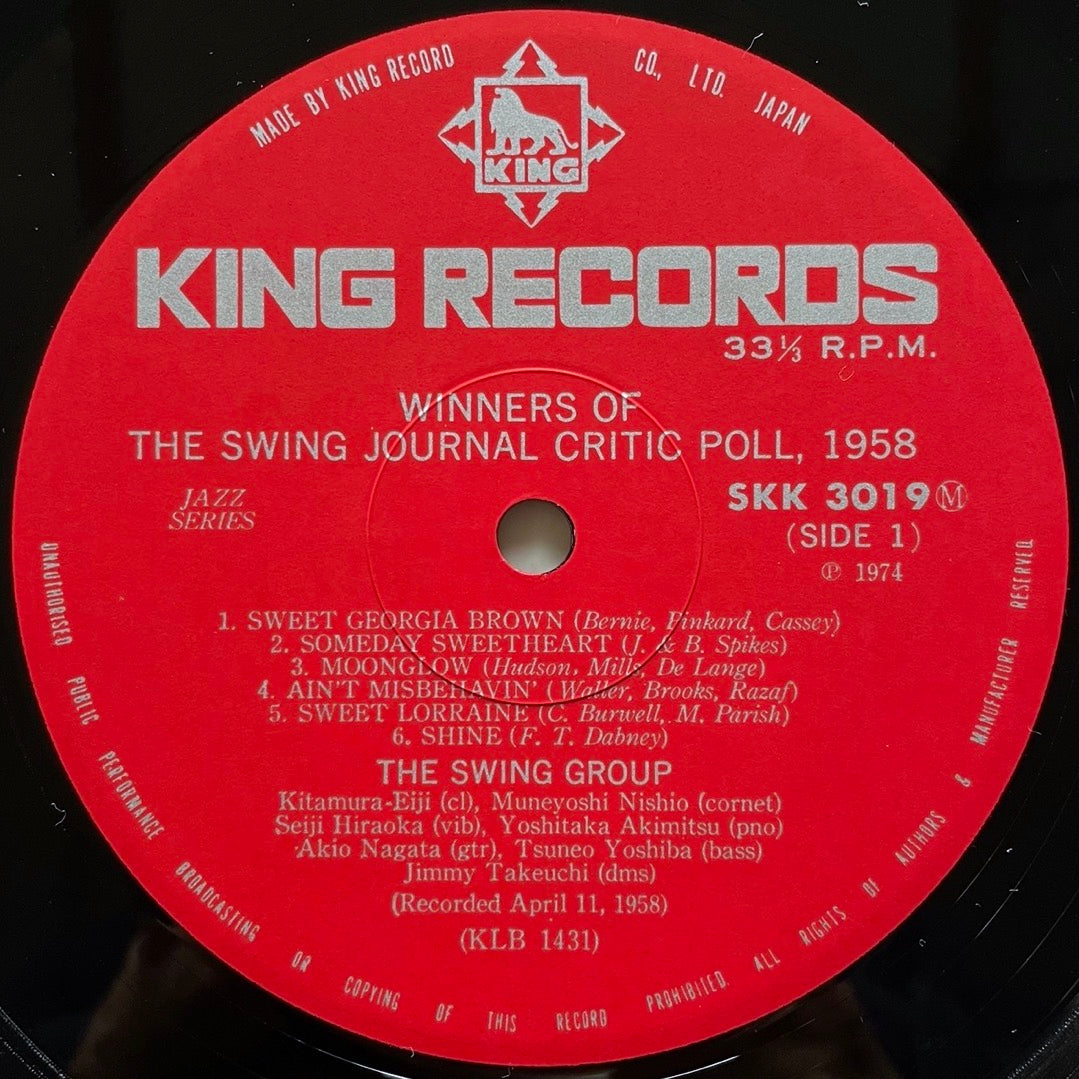 MADE BY KING RECORD CO., LTD. JAPAN
KING
KING RECORDS
33⅓ R.P.M.
WINNERS OF
THE SWING JOURNAL CRITIC POLL, 1958
JAZZ
SERIES
SKK 3019 Ⓜ
(SIDE 1)
℗ 1974
1. SWEET GEORGIA BROWN (Bernie, Pinkard, Cassey)
2. SOMEDAY SWEETHEART (J. & B. Spikes)
3. MOONGLOW (Hudson, Mills, De Lange)
4. AIN'T MISBEHAVIN' (Waller, Brooks, Razaf)
5. SWEET LORRAINE (C. Burwell, M. Parish)
6. SHINE (F. T. Dabney)
THE SWING GROUP
Kitamura-Eiji (cl), Muneyoshi Nishio (cornet)
Seiji Hiraoka (vib), Yoshitaka Akimitsu (pno)
Akio Nagata (gtr), Tsuneo Yoshiba (bass)
Jimmy Takeuchi (dms)
(Recorded April 11, 1958)
(KLB 1431)
UNAUTHORISED PUBLIC PERFORMANCE BROADCASTING OR COPYING OF THIS RECORD PROHIBITED. ALL RIGHTS OF AUTHORS & MANUFACTURER RESERVED.